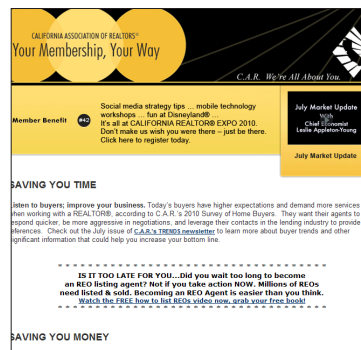 CALIFORNIA ASSOCIATION OF REALTORS®
Your Membership, Your Way
C.A.R. We're All About You.
Member Benefit #42
Social media strategy tips ... mobile technology
workshops ... fun at Disneyland® ...
It's all at CALIFORNIA REALTOR® EXPO 2010.
Don't make us wish you were there – just be there.
Click here to register today.
July Market Update
With
Chief Economist
Leslie Appleton-Young
July Market Update
SAVING YOU TIME
Listen to buyers; improve your business. Today's buyers have higher expectations and demand more services
when working with a REALTOR®, according to C.A.R.'s 2010 Survey of Home Buyers. They want their agents to
respond quicker, be more aggressive in negotiations, and leverage their contacts in the lending industry to provide
references. Check out the July issue of C.A.R.'s TRENDS newsletter to learn more about buyer trends and other
significant information that could help you increase your bottom line.
IS IT TOO LATE FOR YOU...Did you wait too long to become
an REO listing agent? Not if you take action NOW. Millions of REOs
need listed & sold. Becoming an REO Agent is easier than you think.
Watch the FREE how to list REOs video now, grab your free book!
SAVING YOU MONEY